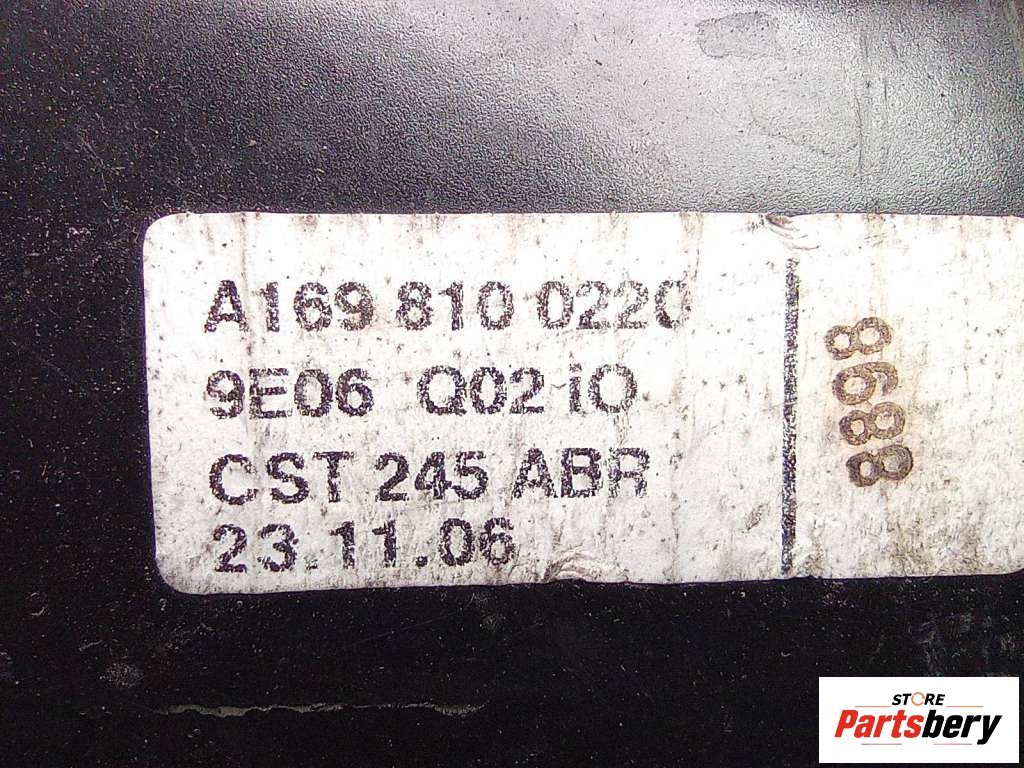 A169 810 0220
9E06 Q02 iO
CST 245 ABR
23.11.06
8698
STORE
Partsbery